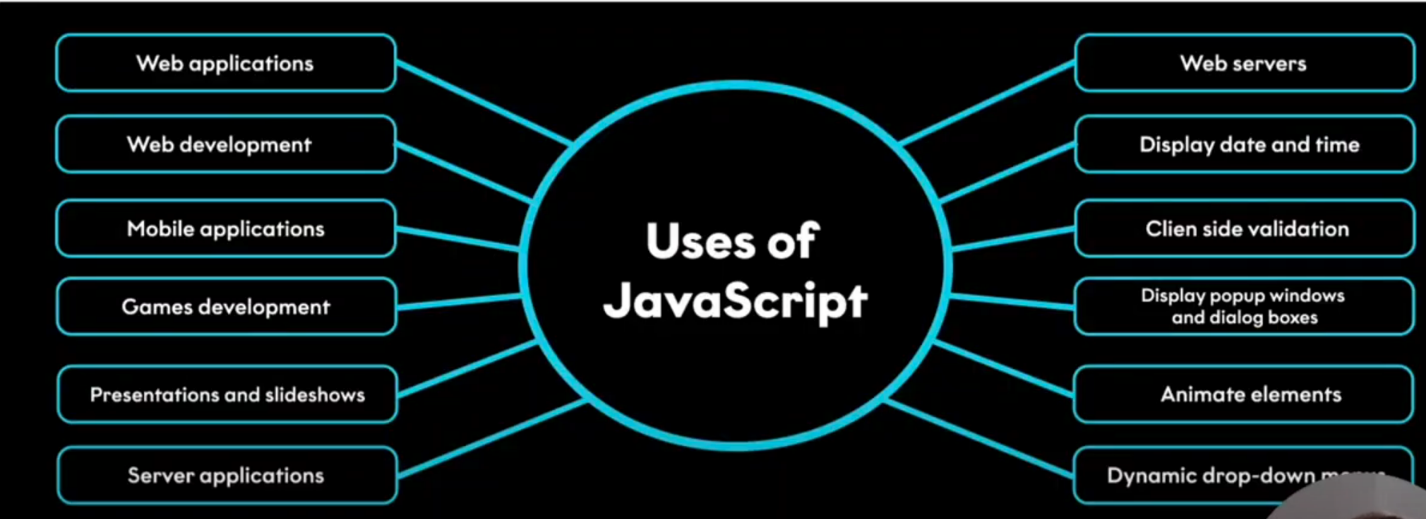 Web applications
Web development
Mobile applications
Games development
Presentations and slideshows
Server applications
Uses of
JavaScript
Web servers
Display date and time
Clien side validation
Display popup windows
and dialog boxes
Animate elements
Dynamic drop-down